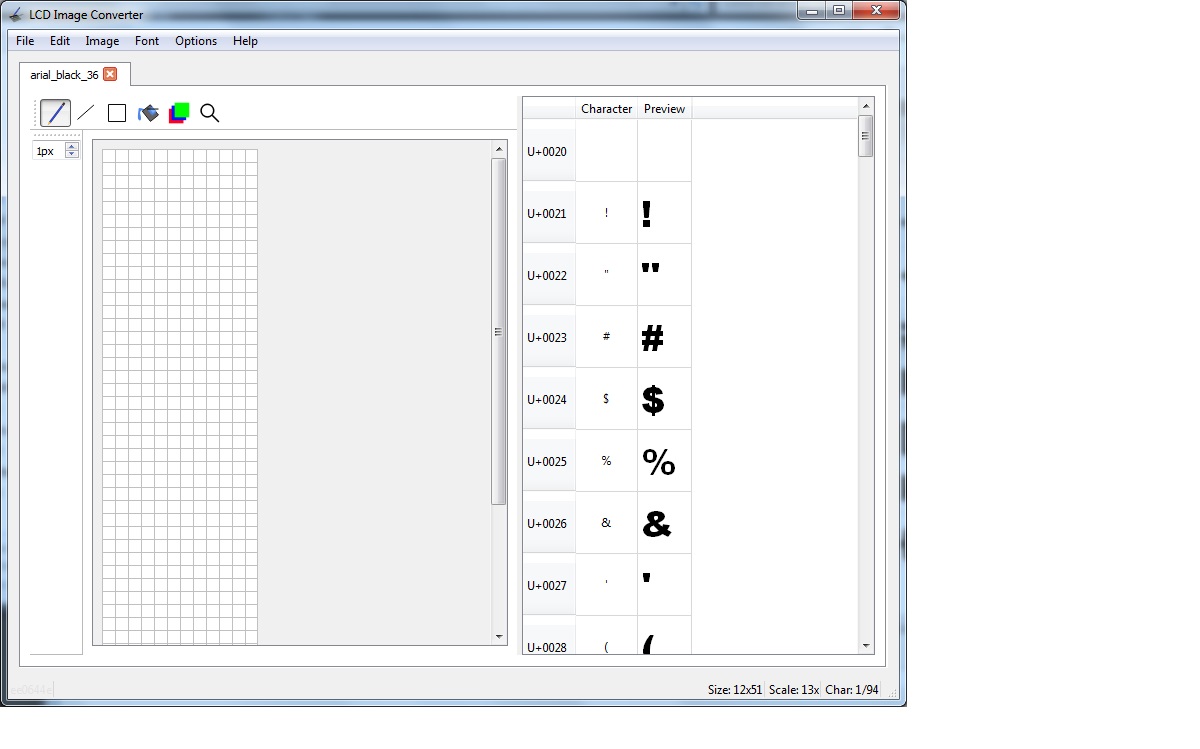 LCD Image Converter
File Edit Image Font Options Help
arial_black_36
1px
Character Preview
U+0020
U+0021 ! !
U+0022 " "
U+0023 # #
U+0024 $ $
U+0025 % %
U+0026 & &
U+0027 ' '
U+0028 ( (
ee0644e
Size: 12x51 Scale: 13x Char: 1/94